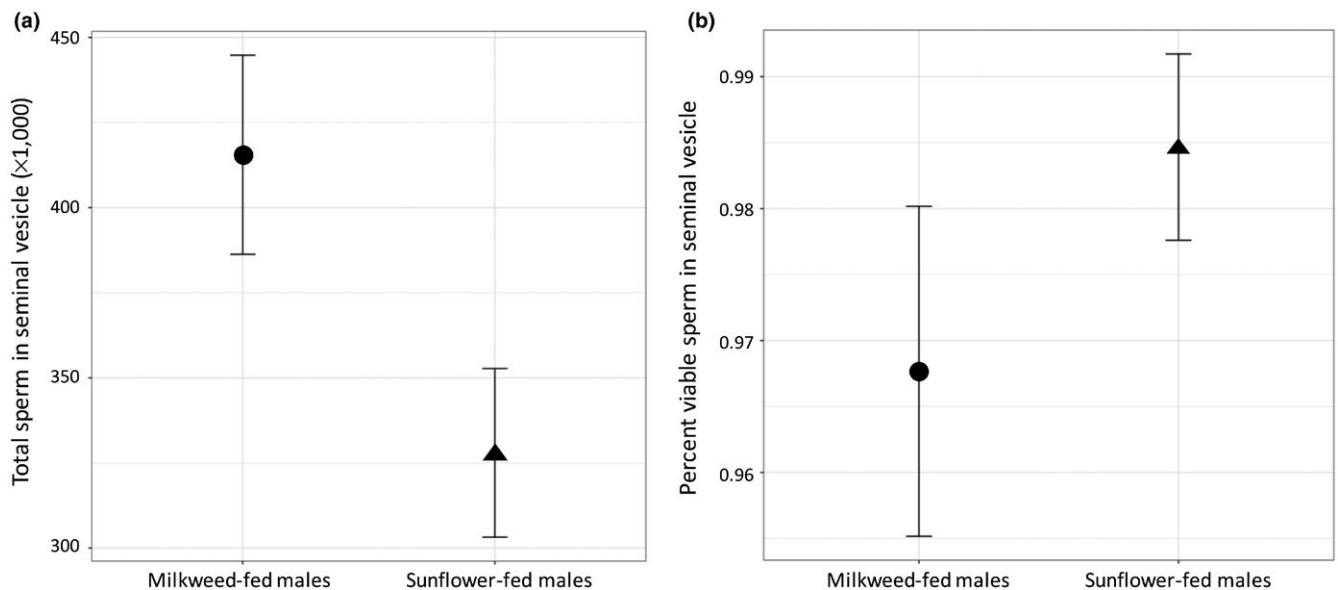 (a)
Total sperm in seminal vesicle (×1,000)
450
400
350
300
Milkweed-fed males
Sunflower-fed males
(b)
Percent viable sperm in seminal vesicle
0.99
0.98
0.97
0.96
Milkweed-fed males
Sunflower-fed males